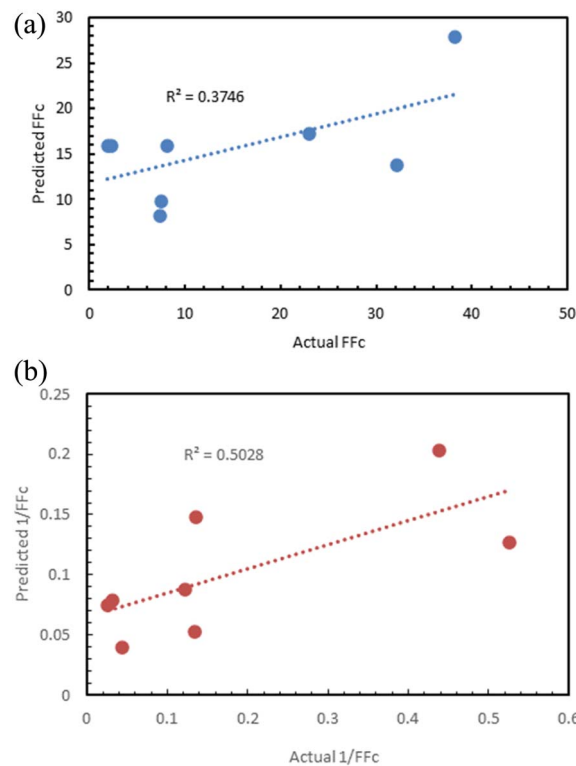 (a)
30
25
20
15
10
5
0
Predicted FFc
R² = 0.3746
0 10 20 30 40 50
Actual FFc
(b)
0.25
0.2
0.15
0.1
0.05
0
Predicted 1/FFc
R² = 0.5028
0 0.1 0.2 0.3 0.4 0.5 0.6
Actual 1/FFc